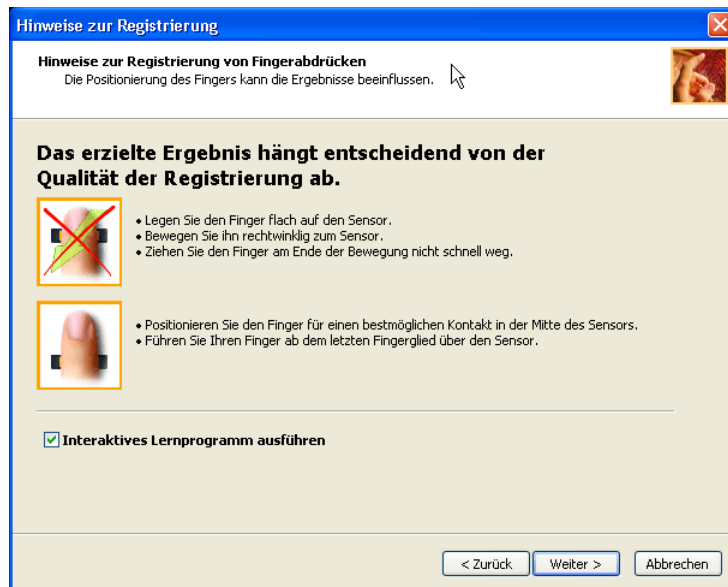 Hinweise zur Registrierung
Hinweise zur Registrierung von Fingerabdrücken
Die Positionierung des Fingers kann die Ergebnisse beeinflussen.
Das erzielte Ergebnis hängt entscheidend von der
Qualität der Registrierung ab.
• Legen Sie den Finger flach auf den Sensor.
• Bewegen Sie ihn rechtwinklig zum Sensor.
• Ziehen Sie den Finger am Ende der Bewegung nicht schnell weg.
• Positionieren Sie den Finger für einen bestmöglichen Kontakt in der Mitte des Sensors.
• Führen Sie Ihren Finger ab dem letzten Fingerglied über den Sensor.
Interaktives Lernprogramm ausführen
< Zurück Weiter > Abbrechen